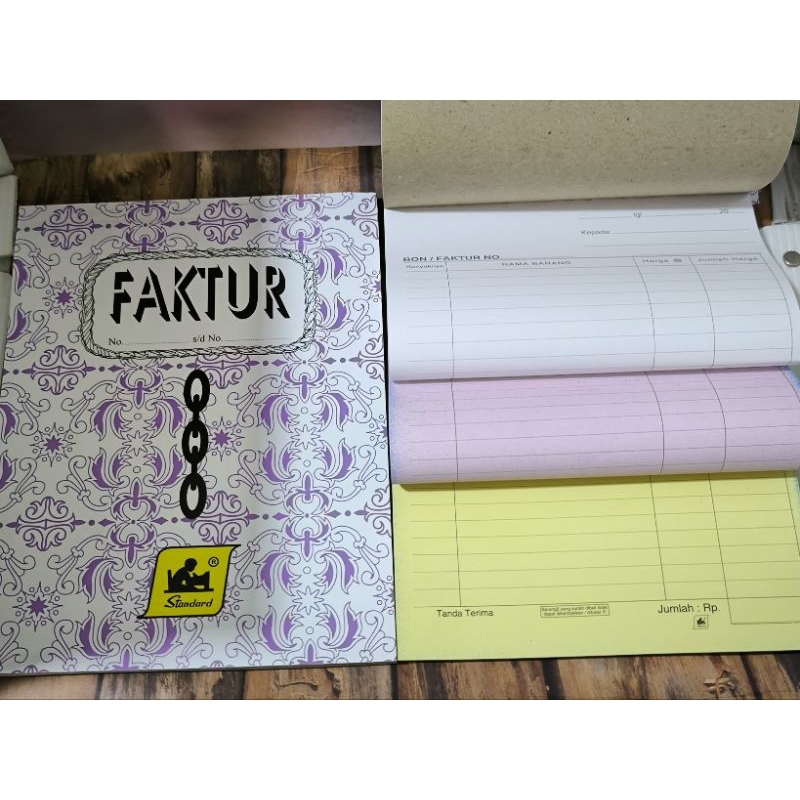 FAKTUR
No. s/d No.
®
Standard
Tgl 20
Kepada
BON / FAKTUR NO.
Banyaknya NAMA BARANG Harga @ Jumlah Harga
Tanda Terima
Jumlah : Rp.